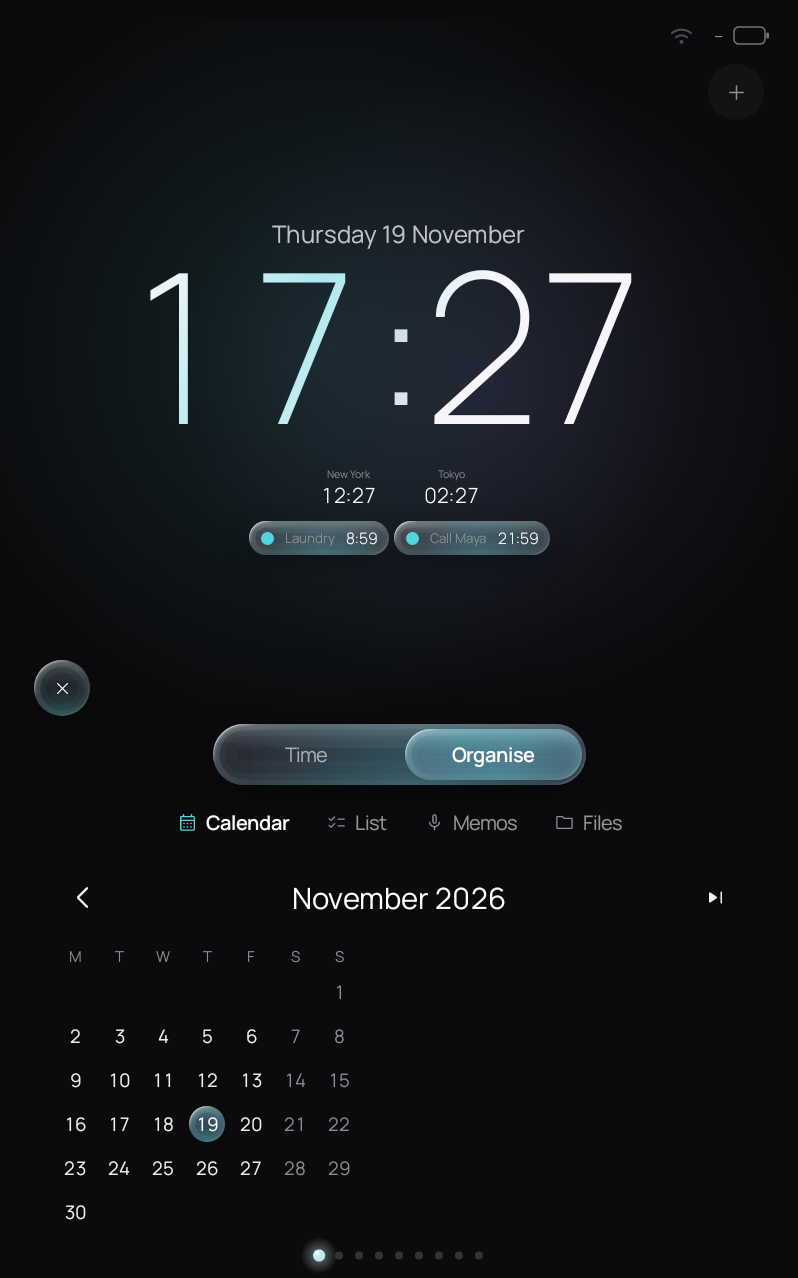 –
Thursday 19 November
17:27
New York Tokyo
12:27 02:27
Laundry 8:59 Call Maya 21:59
Time Organise
Calendar List Memos Files
November 2026
M T W T F S S
1
2 3 4 5 6 7 8
9 10 11 12 13 14 15
16 17 18 19 20 21 22
23 24 25 26 27 28 29
30